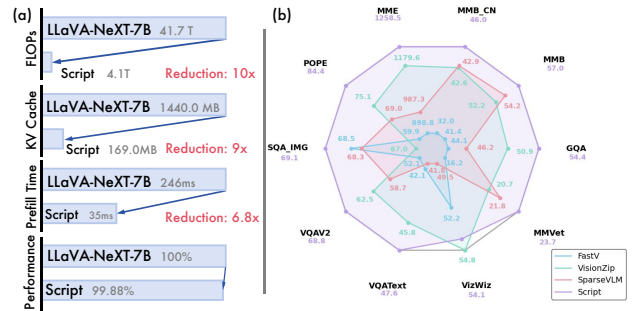 (a)
FLOPs
LLaVA-NeXT-7B 41.7 T
Script 4.1T
Reduction: 10x
KV Cache
LLaVA-NeXT-7B 1440.0 MB
Script 169.0MB
Reduction: 9x
Prefill Time
LLaVA-NeXT-7B 246ms
Script 35ms
Reduction: 6.8x
Performance
LLaVA-NeXT-7B 100%
Script 99.88%
(b)
MME
1258.5
MMB_CN
46.0
POPE
84.4
MMB
57.0
SQA_IMG
69.1
GQA
54.4
VQAV2
68.8
MMVet
23.7
VQAText
47.6
VizWiz
54.1
1179.6
42.9
42.6
75.1
52.2
54.2
987.3
69.0
898.8
32.0
59.9
41.4
68.5
44.1
67.0
46.2
50.9
68.3
52.1
16.2
42.1
41.8
49.5
58.7
20.7
62.5
21.8
52.2
45.8
54.8
FastV
VisionZip
SparseVLM
Script